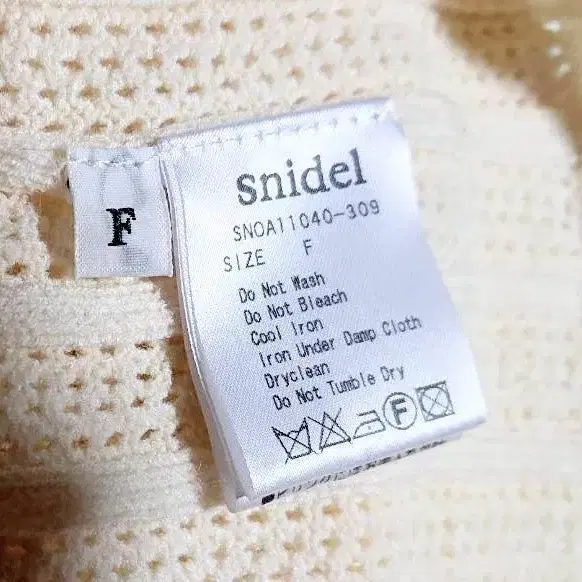 F
snidel
SNOA11040-309
SIZE F
Do Not Wash
Do Not Bleach
Cool Iron
Iron Under Damp Cloth
Dryclean
Do Not Tumble Dry
F